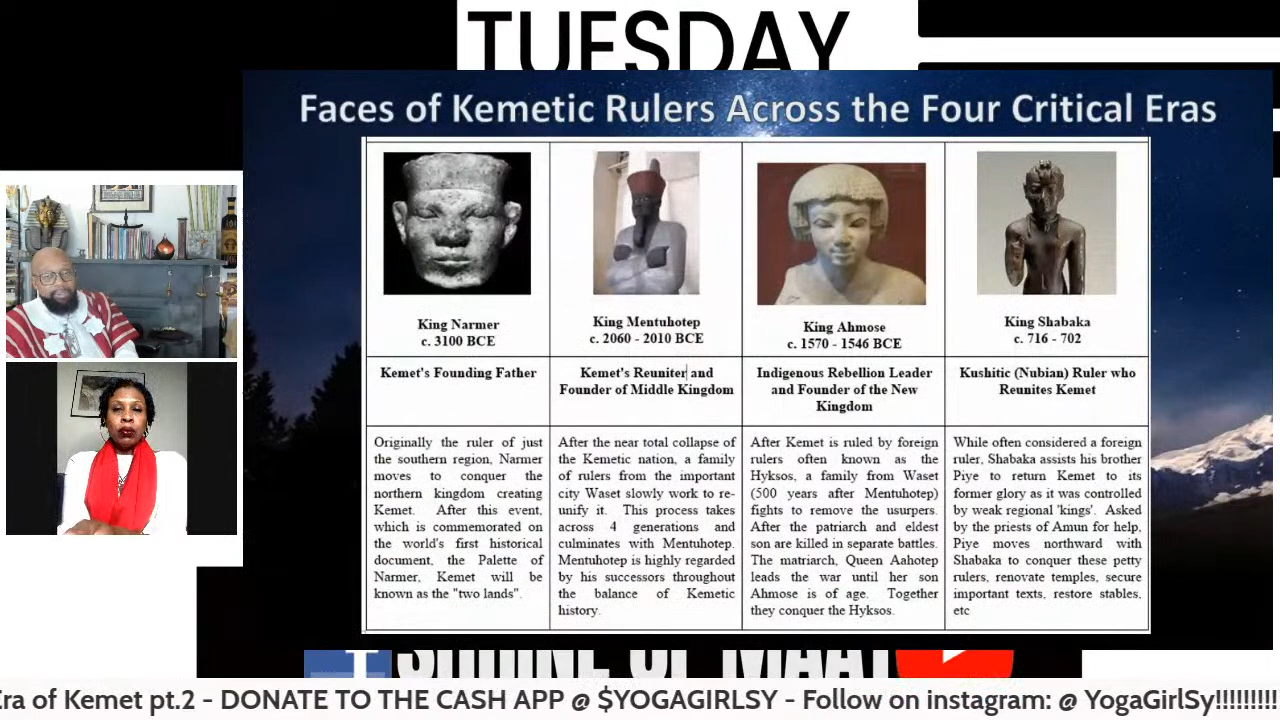 TUESDAY
Faces of Kemetic Rulers Across the Four Critical Eras
King Narmer
c. 3100 BCE
King Mentuhotep
c. 2060 - 2010 BCE
King Ahmose
c. 1570 - 1546 BCE
King Shabaka
c. 716 - 702
Kemet's Founding Father
Kemet's Reuniter and
Founder of Middle Kingdom
Indigenous Rebellion Leader
and Founder of the New
Kingdom
Kushitic (Nubian) Ruler who
Reunites Kemet
Originally the ruler of just
the southern region, Narmer
moves to conquer the
northern kingdom creating
Kemet. After this event,
which is commemorated on
the world's first historical
document, the Palette of
Narmer, Kemet will be
known as the "two lands".
After the near total collapse of
the Kemetic nation, a family
of rulers from the important
city Waset slowly work to re-
unify it. This process takes
across 4 generations and
culminates with Mentuhotep.
Mentuhotep is highly regarded
by his successors throughout
the balance of Kemetic
history.
After Kemet is ruled by foreign
rulers often known as the
Hyksos, a family from Waset
(500 years after Mentuhotep)
fights to remove the usurpers.
After the patriarch and eldest
son are killed in separate battles.
The matriarch, Queen Aahotep
leads the war until her son
Ahmose is of age. Together
they conquer the Hyksos.
While often considered a foreign
ruler, Shabaka assists his brother
Piye to return Kemet to its
former glory as it was controlled
by weak regional 'kings'. Asked
by the priests of Amun for help,
Piye moves northward with
Shabaka to conquer these petty
rulers, renovate temples, secure
important texts, restore stables,
etc
SHRINE OF MAAT
Era of Kemet pt.2 - DONATE TO THE CASH APP @ $YOGAGIRLSY - Follow on instagram: @ YogaGirlSy!!!!!!!!!